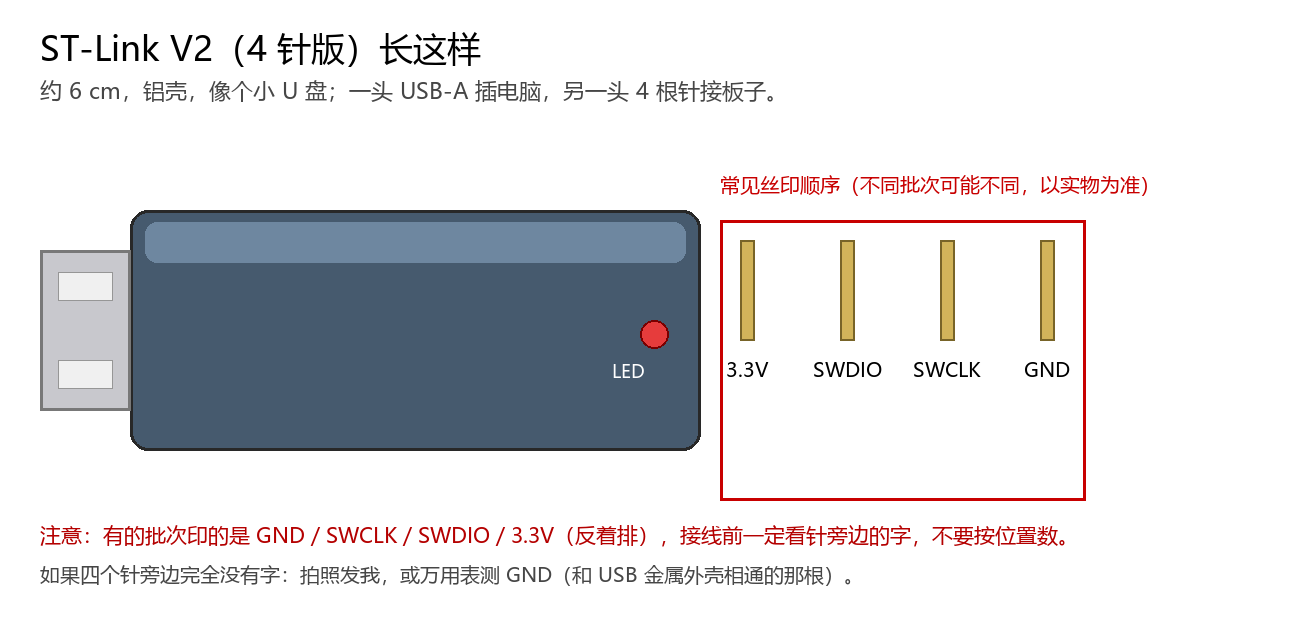 ST-Link V2（4 针版）长这样
约 6 cm，铝壳，像个小 U 盘；一头 USB-A 插电脑，另一头 4 根针接板子。
常见丝印顺序（不同批次可能不同，以实物为准）
3.3V SWDIO SWCLK GND
LED
注意：有的批次印的是 GND / SWCLK / SWDIO / 3.3V（反着排），接线前一定看针旁边的字，不要按位置数。
如果四个针旁边完全没有字：拍照发我，或万用表测 GND（和 USB 金属外壳相通的那根）。